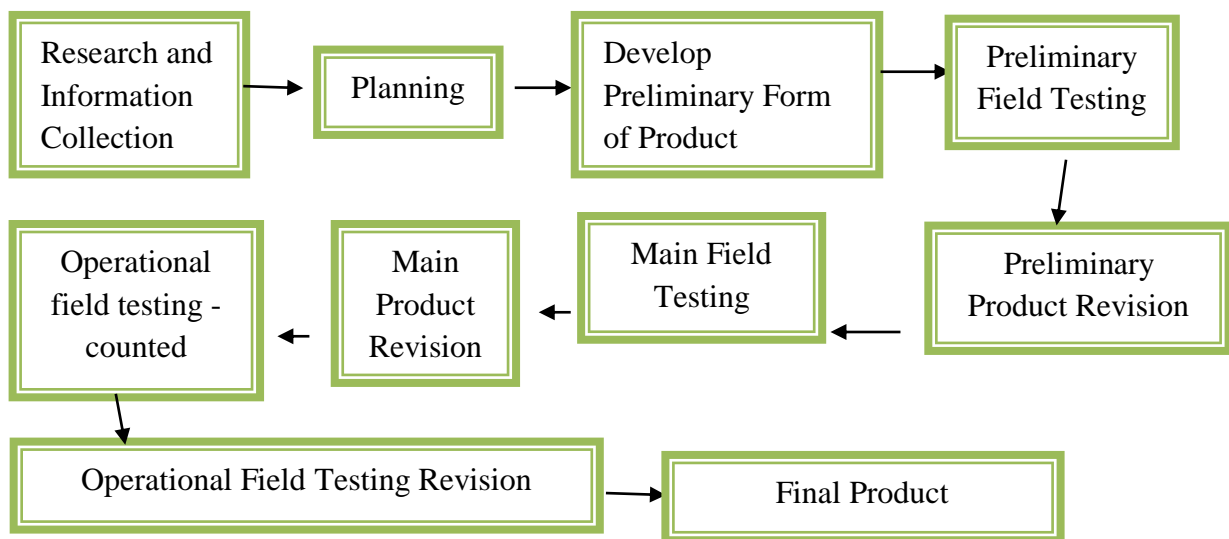 Research and
Information
Collection
Planning
Develop
Preliminary Form
of Product
Preliminary
Field Testing
Preliminary
Product Revision
Main Field
Testing
Main
Product
Revision
Operational
field testing -
counted
Operational Field Testing Revision
Final Product